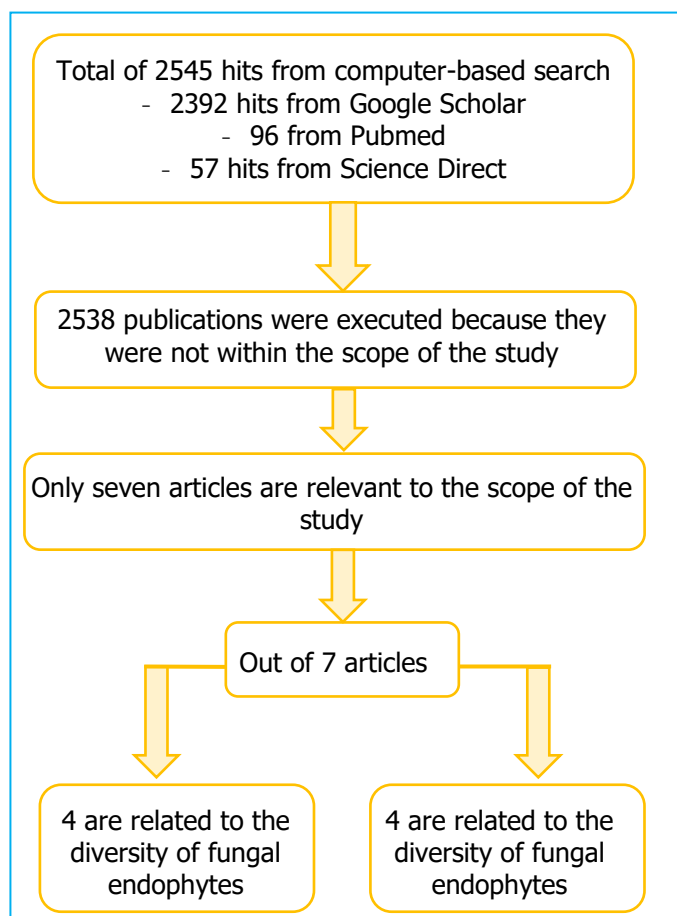 Total of 2545 hits from computer-based search
- 2392 hits from Google Scholar
- 96 from Pubmed
- 57 hits from Science Direct
2538 publications were executed because they
were not within the scope of the study
Only seven articles are relevant to the scope of the
study
Out of 7 articles
4 are related to the
diversity of fungal
endophytes
4 are related to the
diversity of fungal
endophytes